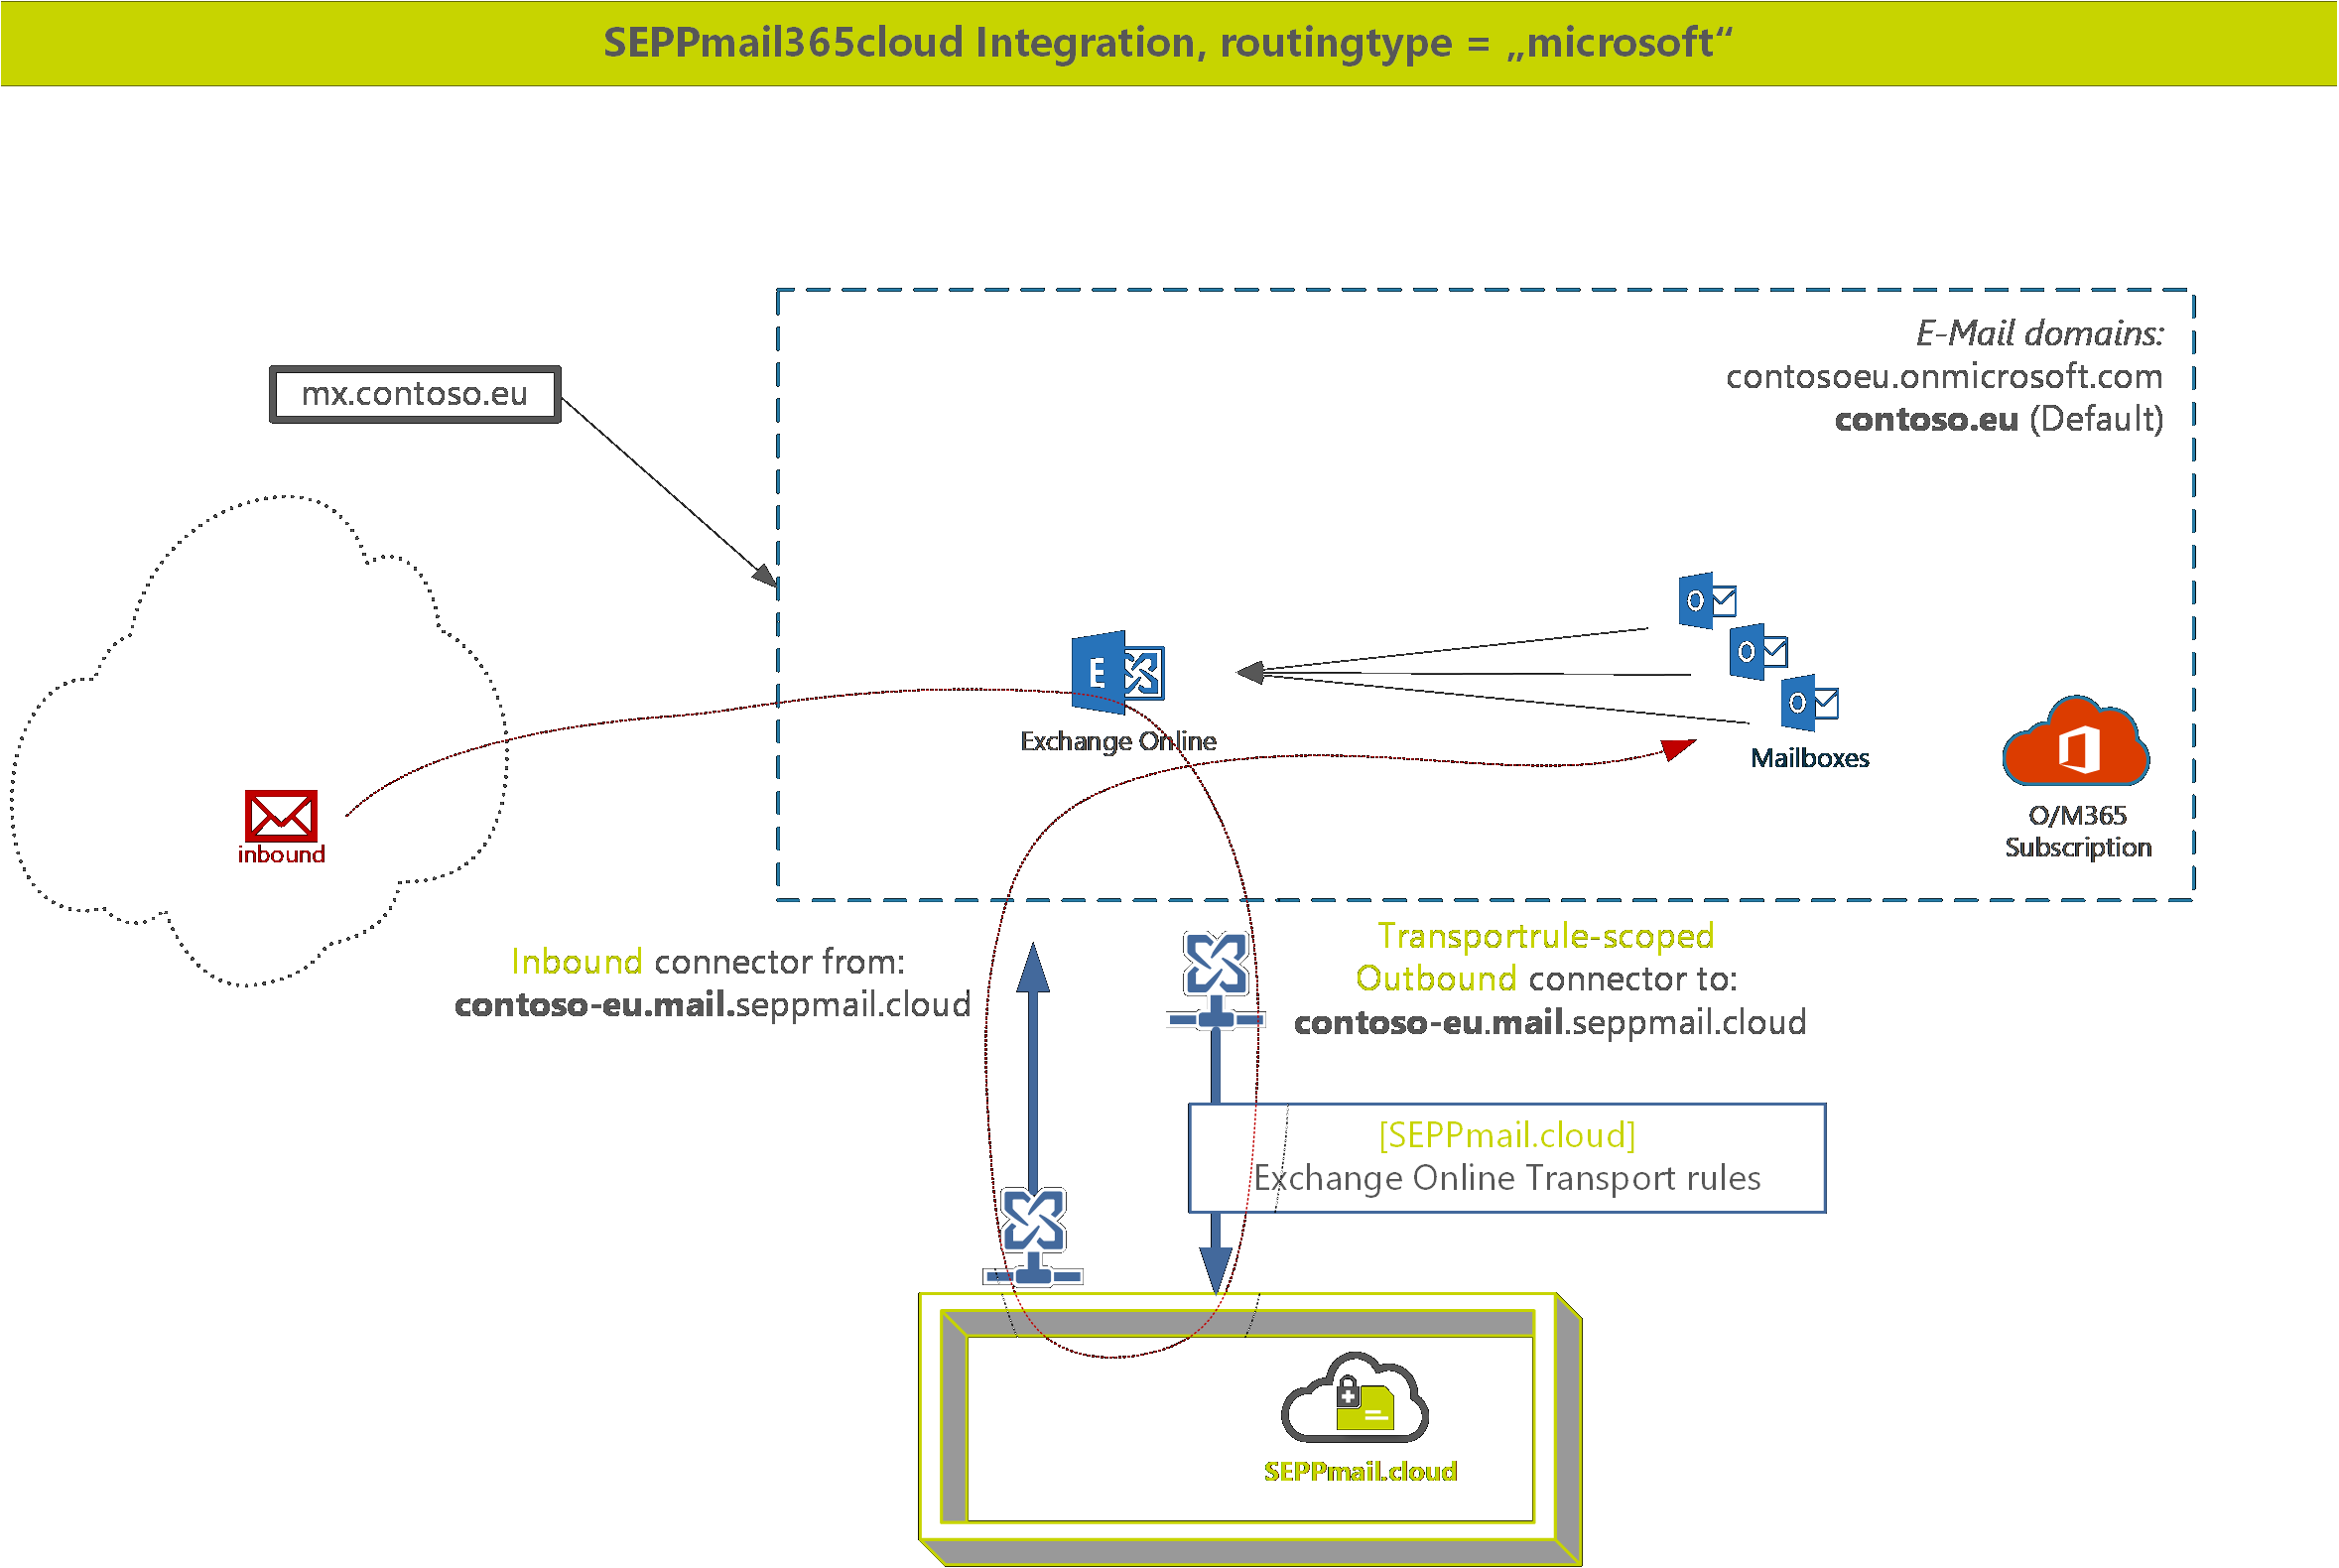 SEPPmail365cloud Integration, routingtype = „microsoft“
E-Mail domains:
contosoeu.onmicrosoft.com
contoso.eu (Default)
mx.contoso.eu
E
O
O
O
Exchange Online
Mailboxes
O/M365
Subscription
inbound
Inbound connector from:
contoso-eu.mail.seppmail.cloud
Transportrule-scoped
Outbound connector to:
contoso-eu.mail.seppmail.cloud
[SEPPmail.cloud]
Exchange Online Transport rules
SEPPmail.cloud